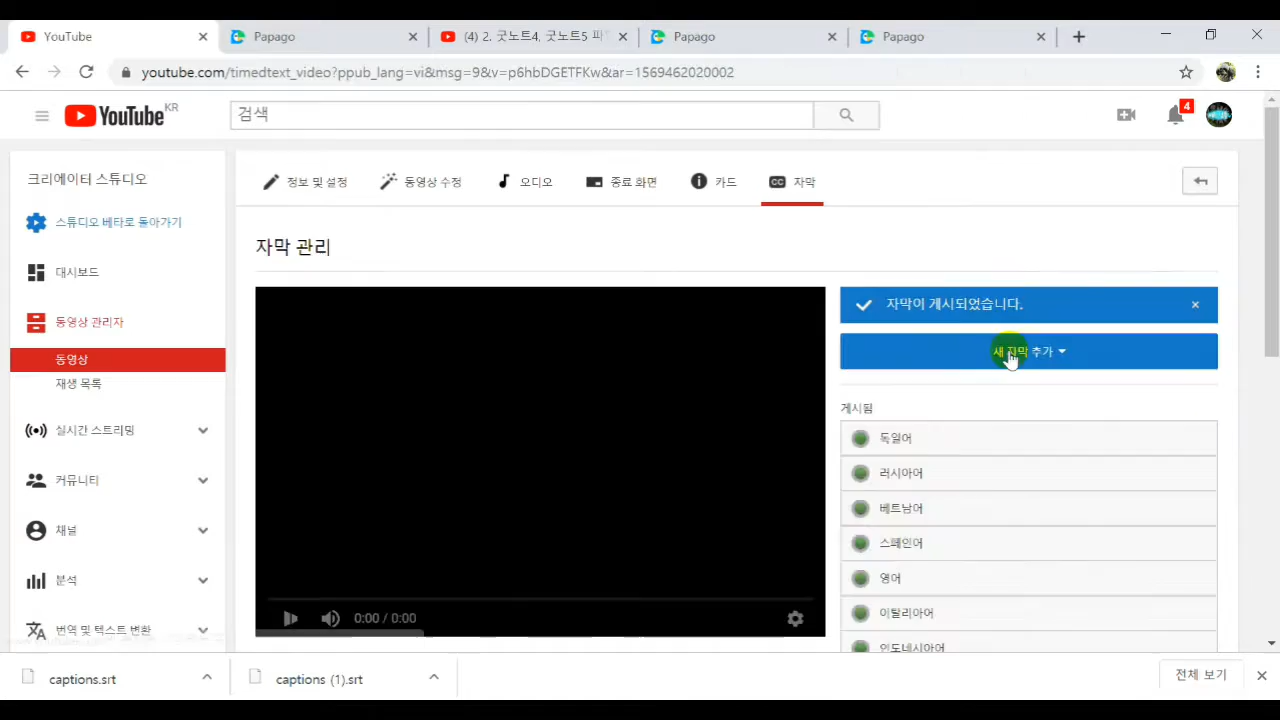 YouTube
Papago
(4) 2. 굿노트4, 굿노트5 파
Papago
Papago
youtube.com/timedtext_video?ppub_lang=vi&msg=9&v=p6hbDGETFKw&ar=1569462020002
YouTube KR
검색
4
크리에이터 스튜디오
스튜디오 베타로 돌아가기
대시보드
동영상 관리자
동영상
재생 목록
실시간 스트리밍
커뮤니티
채널
분석
번역 및 텍스트 변환
정보 및 설정
동영상 수정
오디오
종료 화면
카드
CC 자막
자막 관리
0:00 / 0:00
자막이 게시되었습니다.
새 자막 추가
게시됨
독일어
러시아어
베트남어
스페인어
영어
이탈리아어
인도네시아어
captions.srt
captions (1).srt
전체 보기